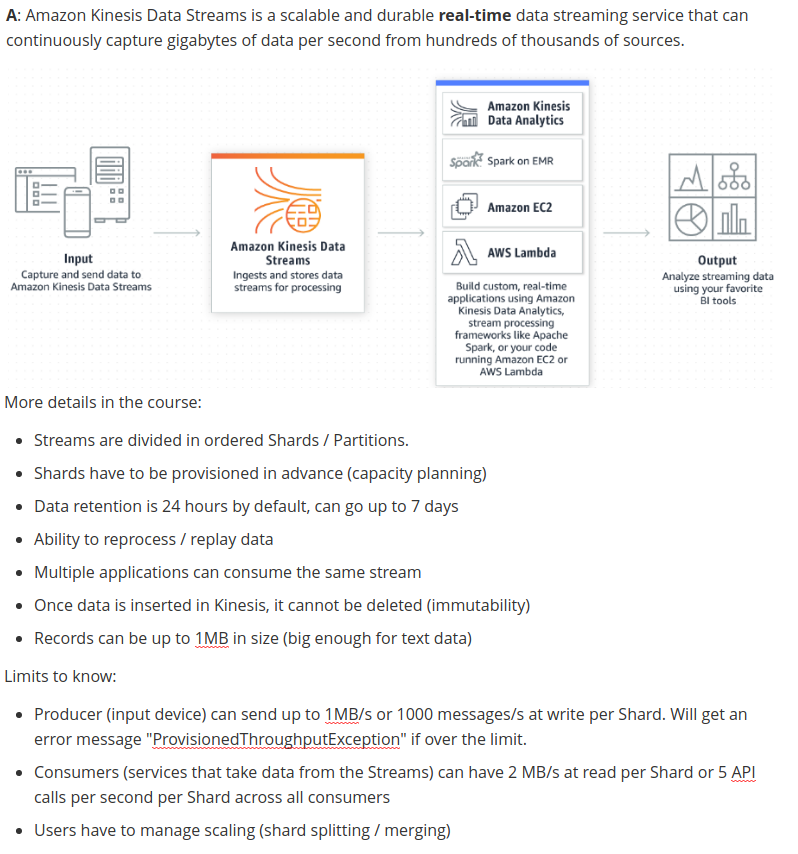 A: Amazon Kinesis Data Streams is a scalable and durable real-time data streaming service that can
continuously capture gigabytes of data per second from hundreds of thousands of sources.
Input
Capture and send data to
Amazon Kinesis Data Streams
Amazon Kinesis Data
Streams
Ingests and stores data
streams for processing
Amazon Kinesis
Data Analytics
Spark Spark on EMR
Amazon EC2
AWS Lambda
Build custom, real-time
applications using Amazon
Kinesis Data Analytics,
stream processing
frameworks like Apache
Spark, or your code
running Amazon EC2 or
AWS Lambda
Output
Analyze streaming data
using your favorite
BI tools
More details in the course:
• Streams are divided in ordered Shards / Partitions.
• Shards have to be provisioned in advance (capacity planning)
• Data retention is 24 hours by default, can go up to 7 days
• Ability to reprocess / replay data
• Multiple applications can consume the same stream
• Once data is inserted in Kinesis, it cannot be deleted (immutability)
• Records can be up to 1MB in size (big enough for text data)
Limits to know:
• Producer (input device) can send up to 1MB/s or 1000 messages/s at write per Shard. Will get an
error message "ProvisionedThroughputException" if over the limit.
• Consumers (services that take data from the Streams) can have 2 MB/s at read per Shard or 5 API
calls per second per Shard across all consumers
• Users have to manage scaling (shard splitting / merging)